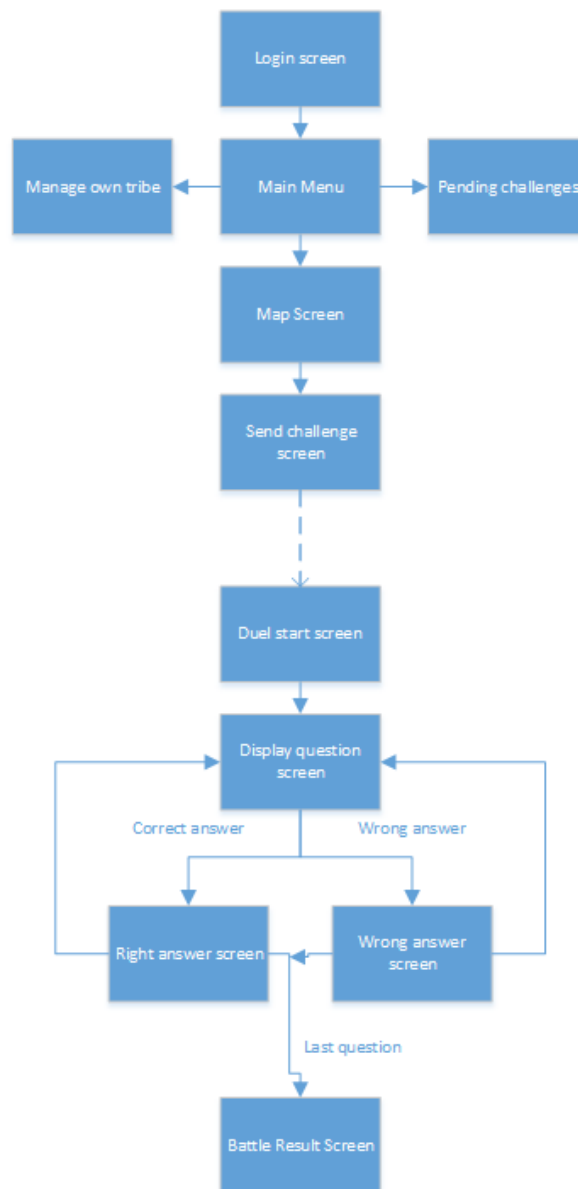 Login screen
Manage own tribe
Main Menu
Pending challenges
Map Screen
Send challenge
screen
Duel start screen
Display question
screen
Correct answer
Wrong answer
Right answer screen
Wrong answer
screen
Last question
Battle Result Screen